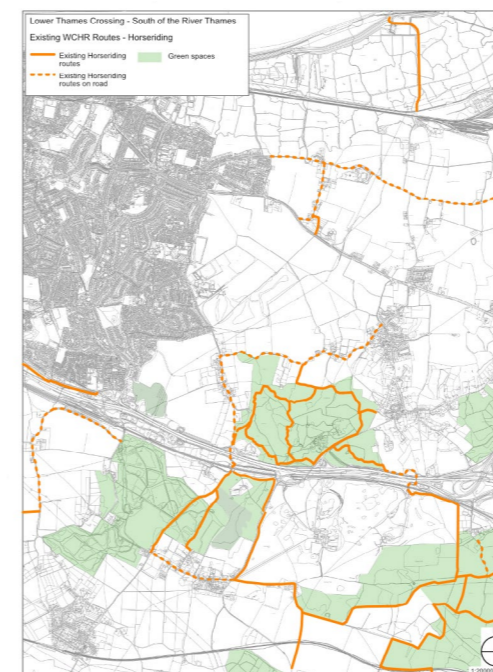 Lower Thames Crossing - South of the River Thames
Existing WCHR Routes - Horseriding
Existing Horseriding
routes
Green spaces
Existing Horseriding
routes on road